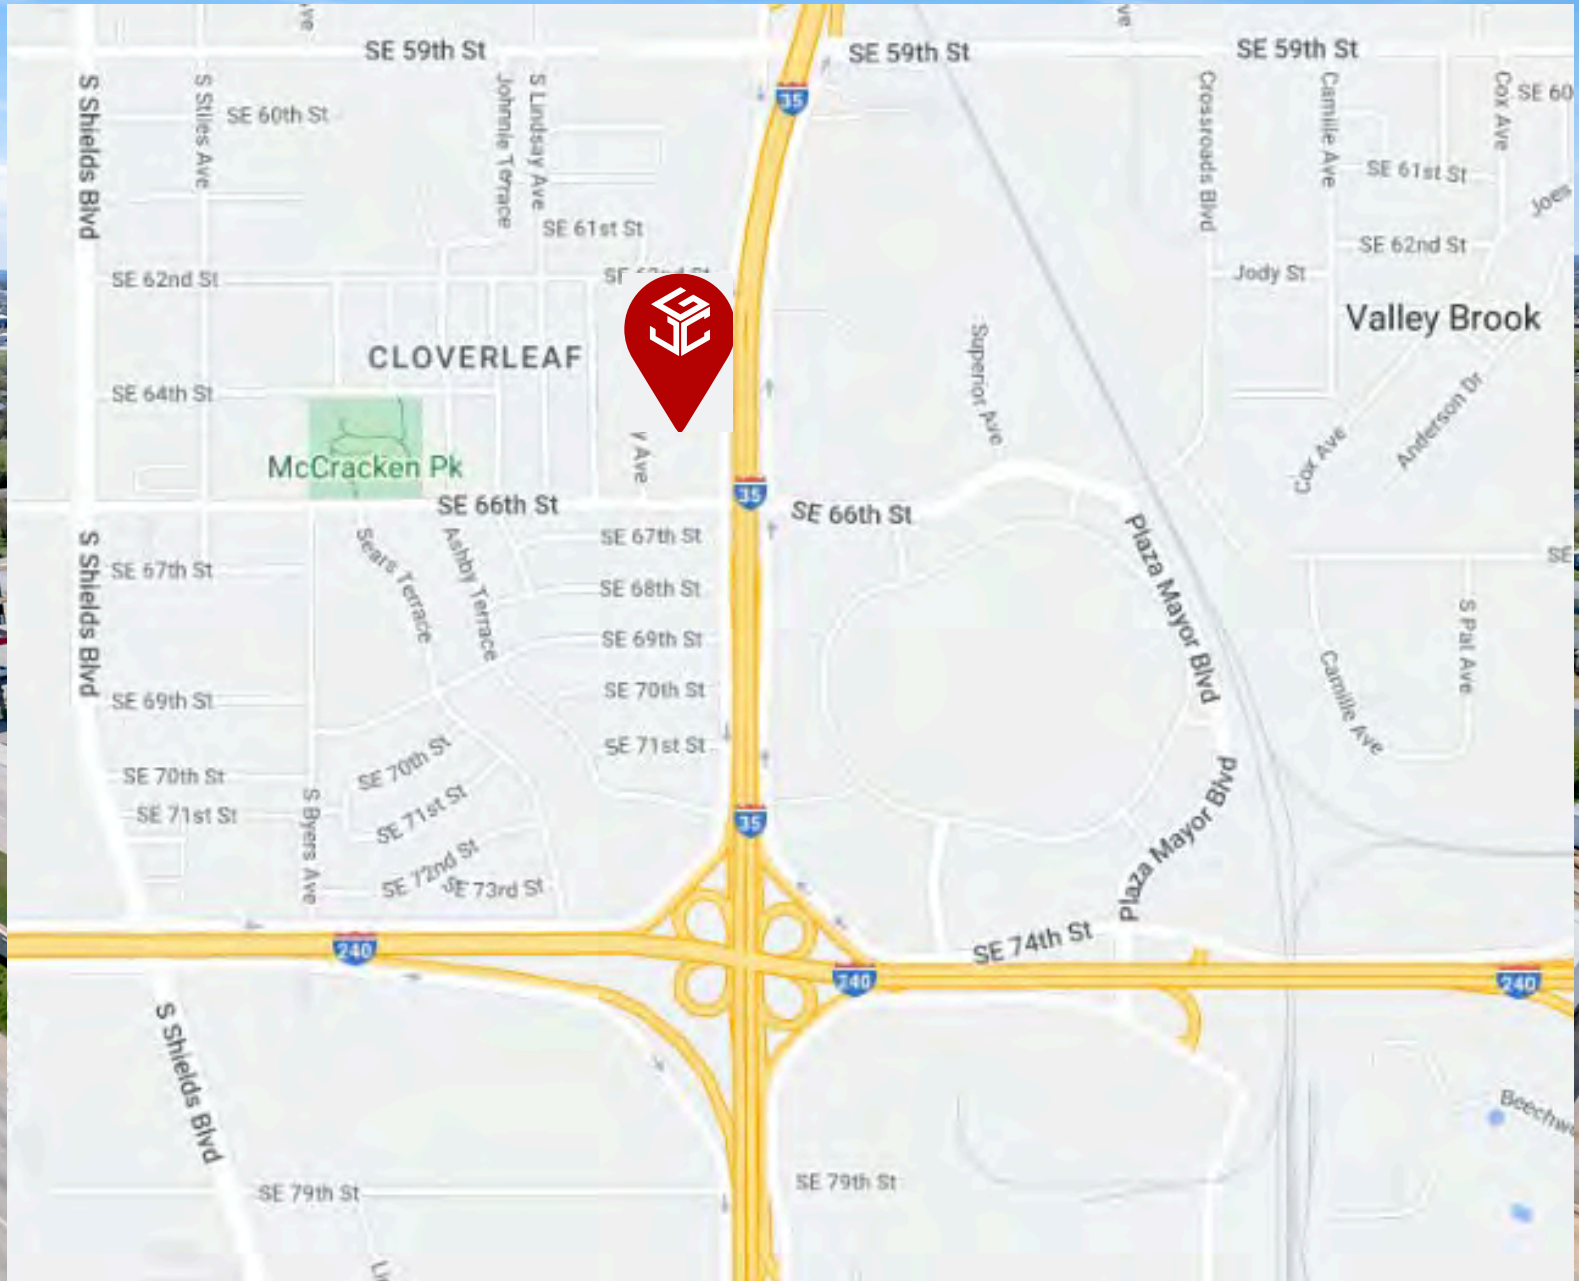 SE 59th St
SE 59th St
SE 59th St
35
S Shields Blvd
S Stiles Ave
SE 60th St
Johnnie Terrace
S Lindsay Ave
Crossroads Blvd
Camille Ave
Cox Ave
SE 60
SE 61st St
Joes
SE 61st St
SE 62nd St
SE 62nd St
Jody St
CLOVERLEAF
Valley Brook
Superior Ave
SE 64th St
Cox Ave
Anderson Dr
McCracken Pk
y Ave
SE 66th St
35
SE 66th St
S Shields Blvd
SE 67th St
Sears Terrace
Ashby Terrace
SE 67th St
SE 68th St
SE 69th St
SE 70th St
SE 71st St
Plaza Mayor Blvd
SE
S Pat Ave
Camille Ave
SE 69th St
SE 70th St
SE 71st St
S Byers Ave
SE 70th St
SE 71st St
SE 72nd St
SE 73rd St
35
Plaza Mayor Blvd
240
SE 74th St
240
240
S Shields Blvd
Beechw
SE 79th St
SE 79th St